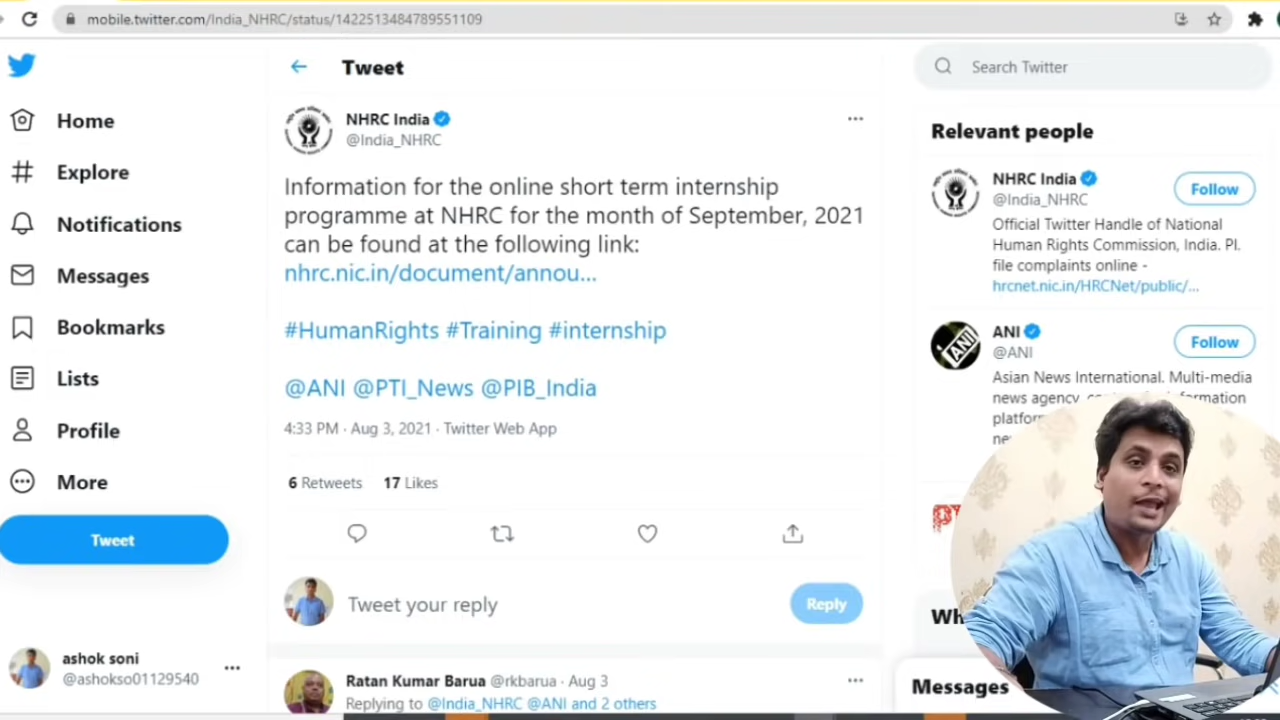 mobile.twitter.com/India_NHRC/status/1422513484789551109
Home
Explore
Notifications
Messages
Bookmarks
Lists
Profile
More
Tweet
ashok soni
@ashokso01129540
Tweet
NHRC India
@India_NHRC
Information for the online short term internship
programme at NHRC for the month of September, 2021
can be found at the following link:
nhrc.nic.in/document/annou...
#HumanRights #Training #internship
@ANI @PTI_News @PIB_India
4:33 PM · Aug 3, 2021 · Twitter Web App
6 Retweets 17 Likes
Tweet your reply
Reply
Ratan Kumar Barua @rkbarua · Aug 3
Replying to @India_NHRC @ANI and 2 others
Search Twitter
Relevant people
NHRC India
@India_NHRC
Follow
Official Twitter Handle of National
Human Rights Commission, India. Pl.
file complaints online -
hrcnet.nic.in/HRCNet/public/...
ANI
@ANI
Follow
ANI
Asian News International. Multi-media
news agency
Messages